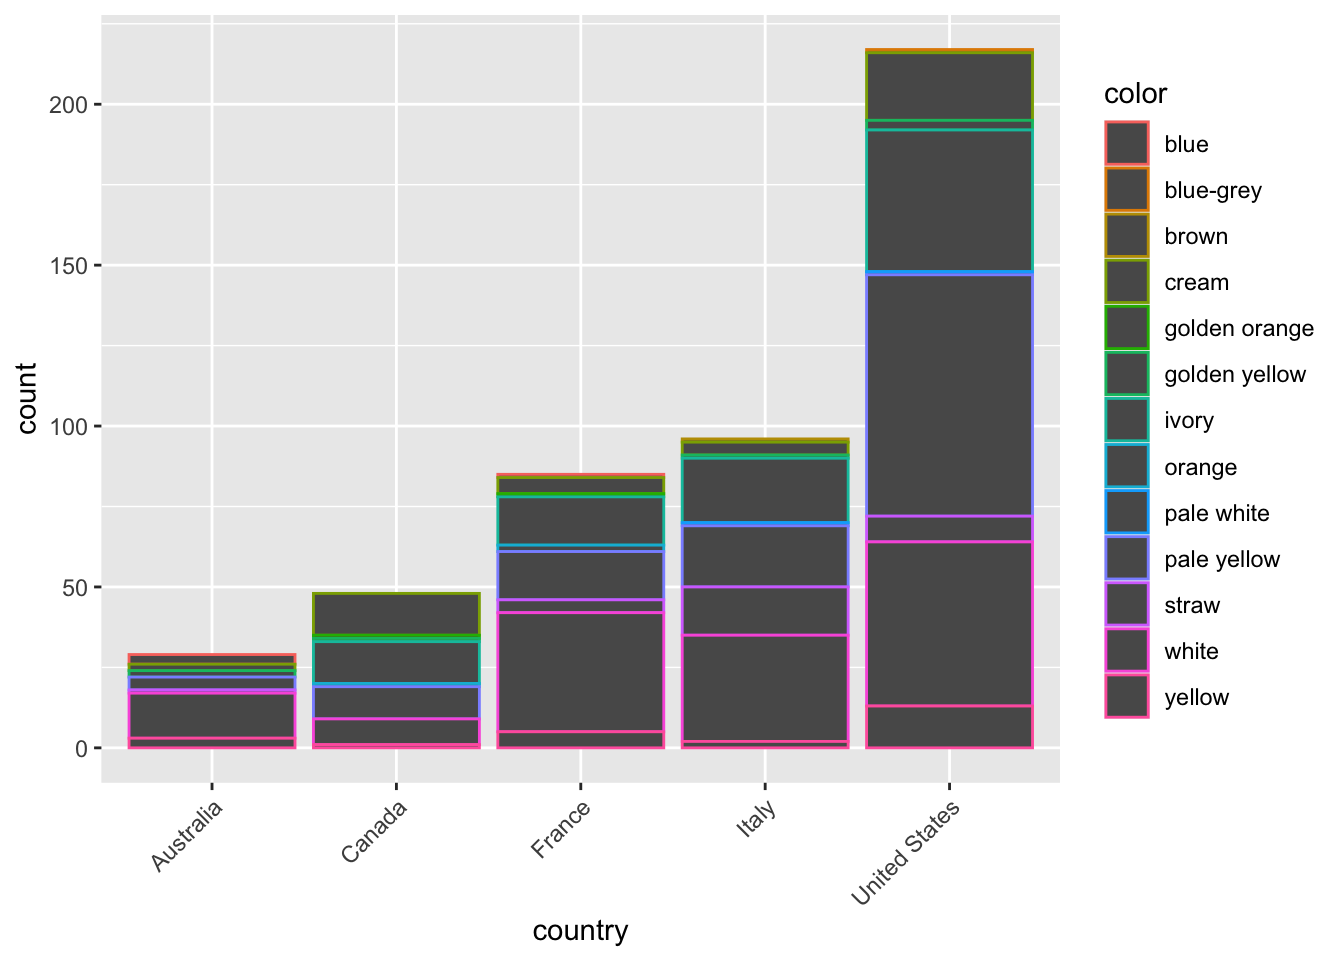 200
150
100
50
0
count
Australia
Canada
France
Italy
United States
country
color
blue
blue-grey
brown
cream
golden orange
golden yellow
ivory
orange
pale white
pale yellow
straw
white
yellow